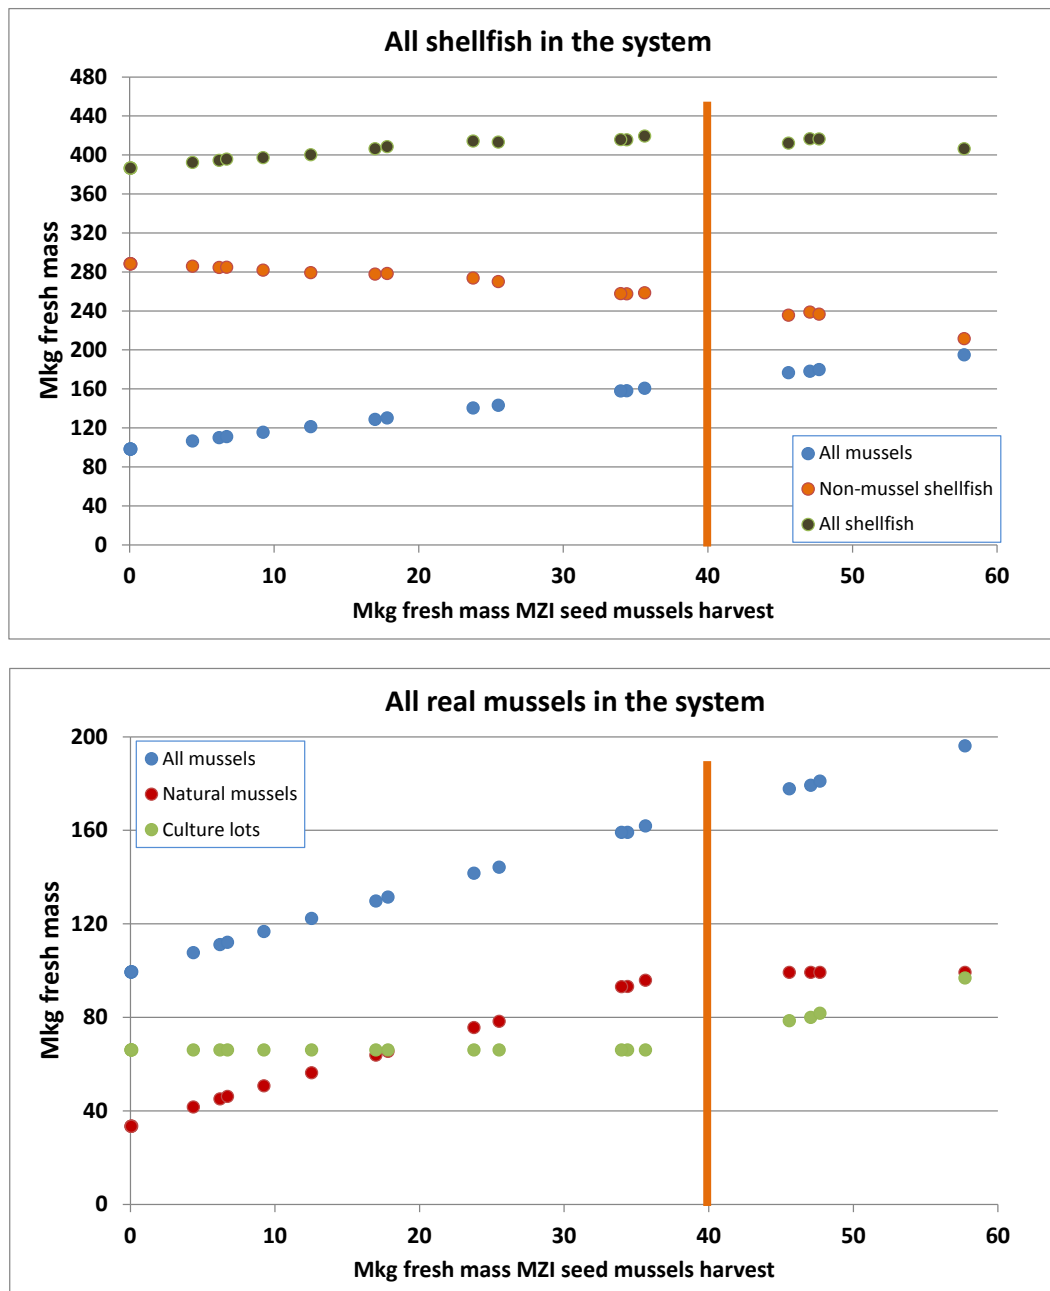 All shellfish in the system
480
440
400
360
320
280
240
200
160
120
80
40
0
Mkg fresh mass
All mussels
Non-mussel shellfish
All shellfish
0 10 20 30 40 50 60
Mkg fresh mass MZI seed mussels harvest
All real mussels in the system
200
160
120
80
40
0
Mkg fresh mass
All mussels
Natural mussels
Culture lots
0 10 20 30 40 50 60
Mkg fresh mass MZI seed mussels harvest